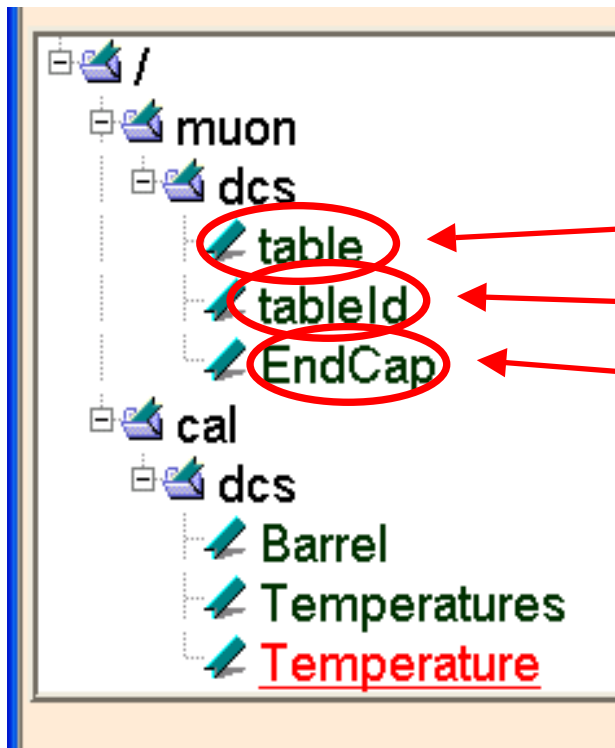 /
muon
dcs
table
tableId
EndCap
cal
dcs
Barrel
Temperatures
Temperature